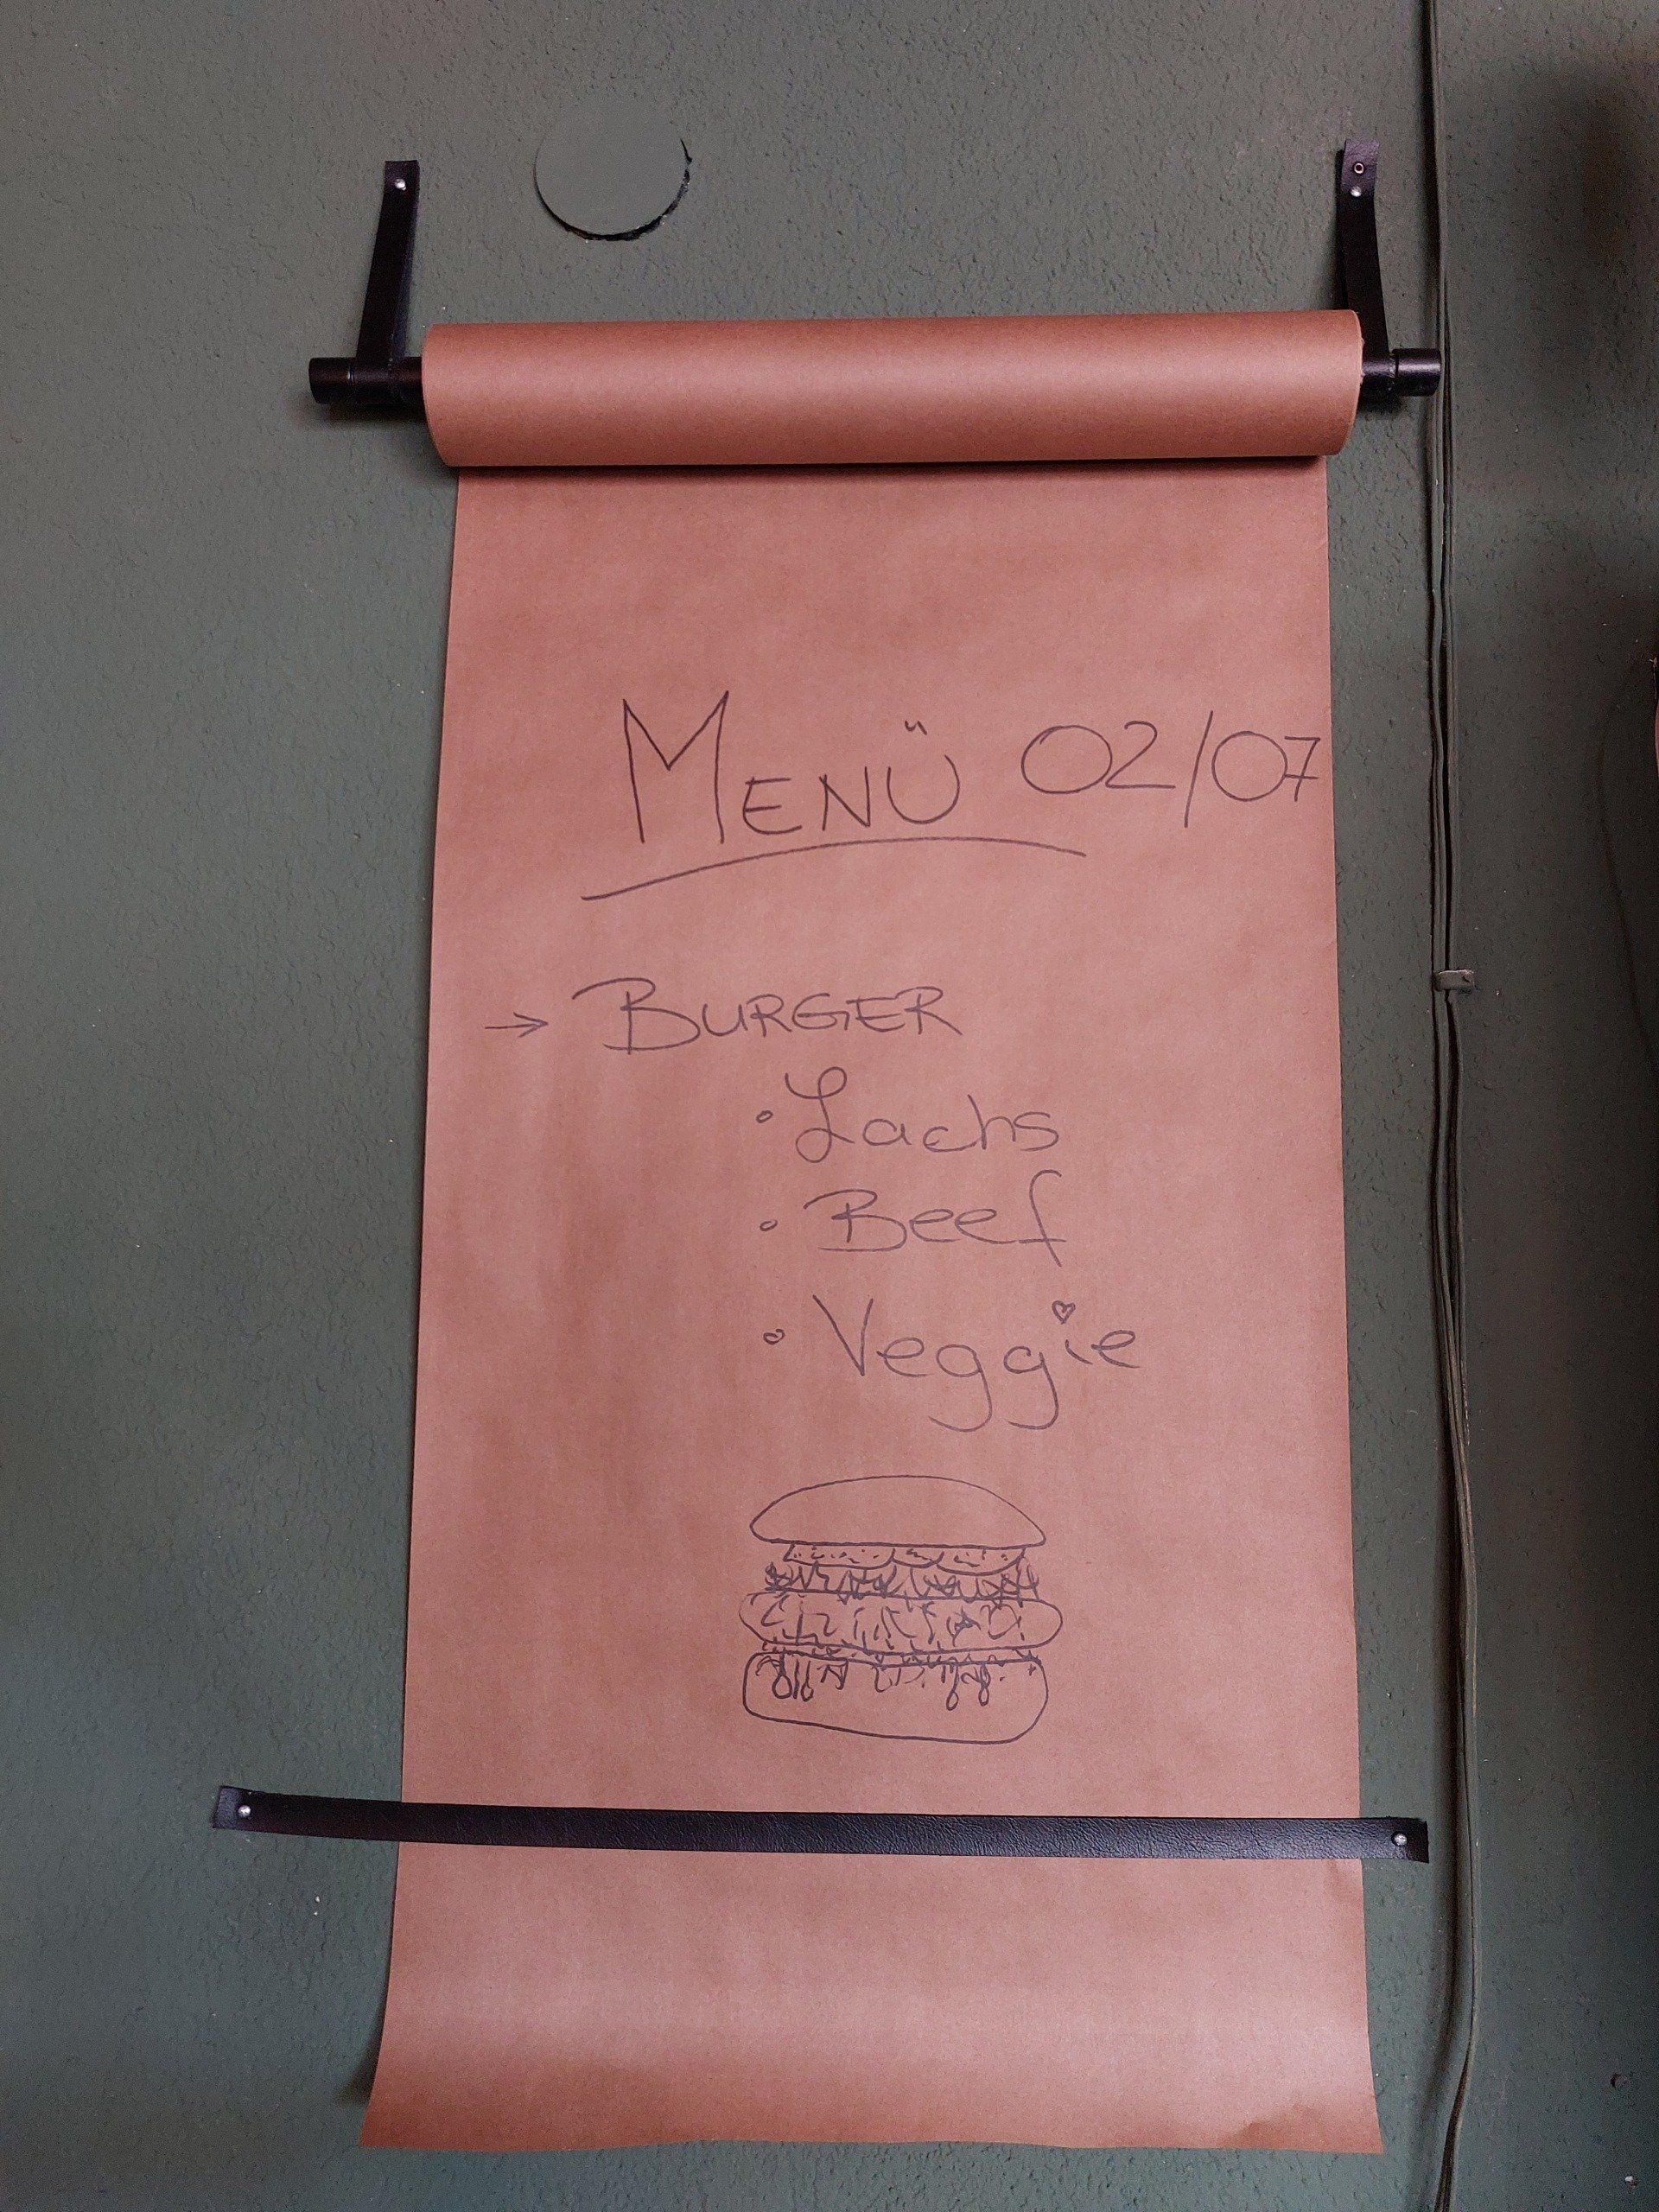 MENÜ 02/07
→ BURGER
• Lachs
• Beef
• Veggie